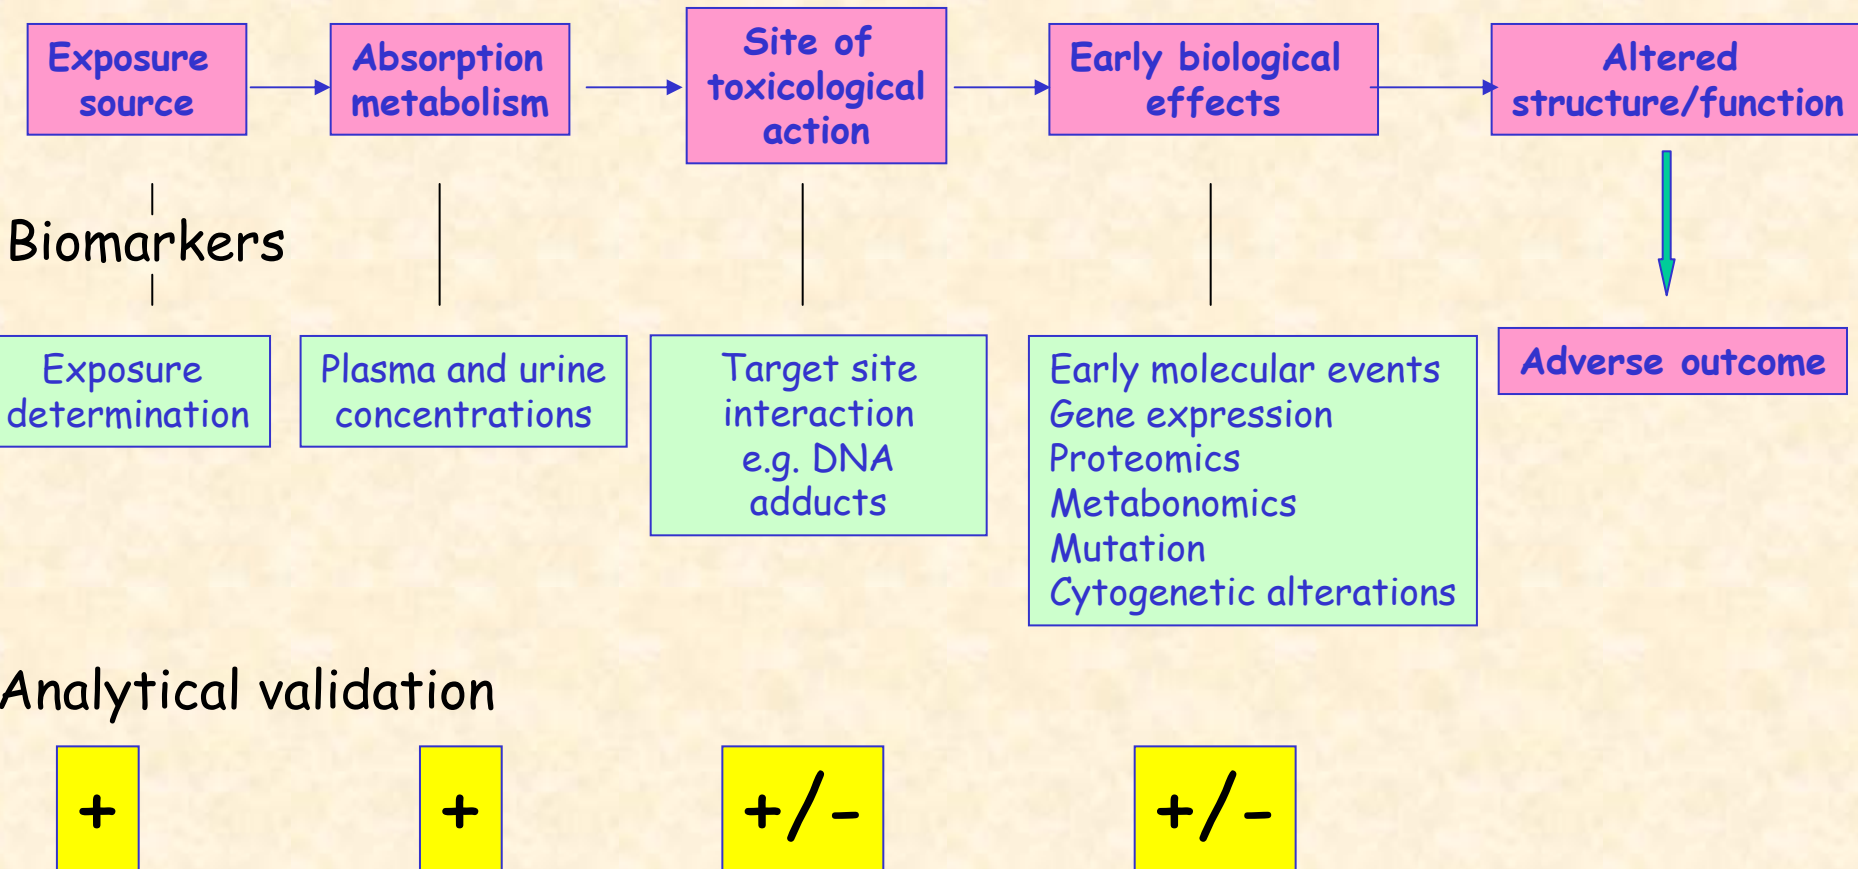 Exposure
source
Absorption
metabolism
Site of
toxicological
action
Early biological
effects
Altered
structure/function
Biomarkers
Exposure
determination
Plasma and urine
concentrations
Target site
interaction
e.g. DNA
adducts
Early molecular events
Gene expression
Proteomics
Metabonomics
Mutation
Cytogenetic alterations
Adverse outcome
Analytical validation
+
+
+/-
+/-